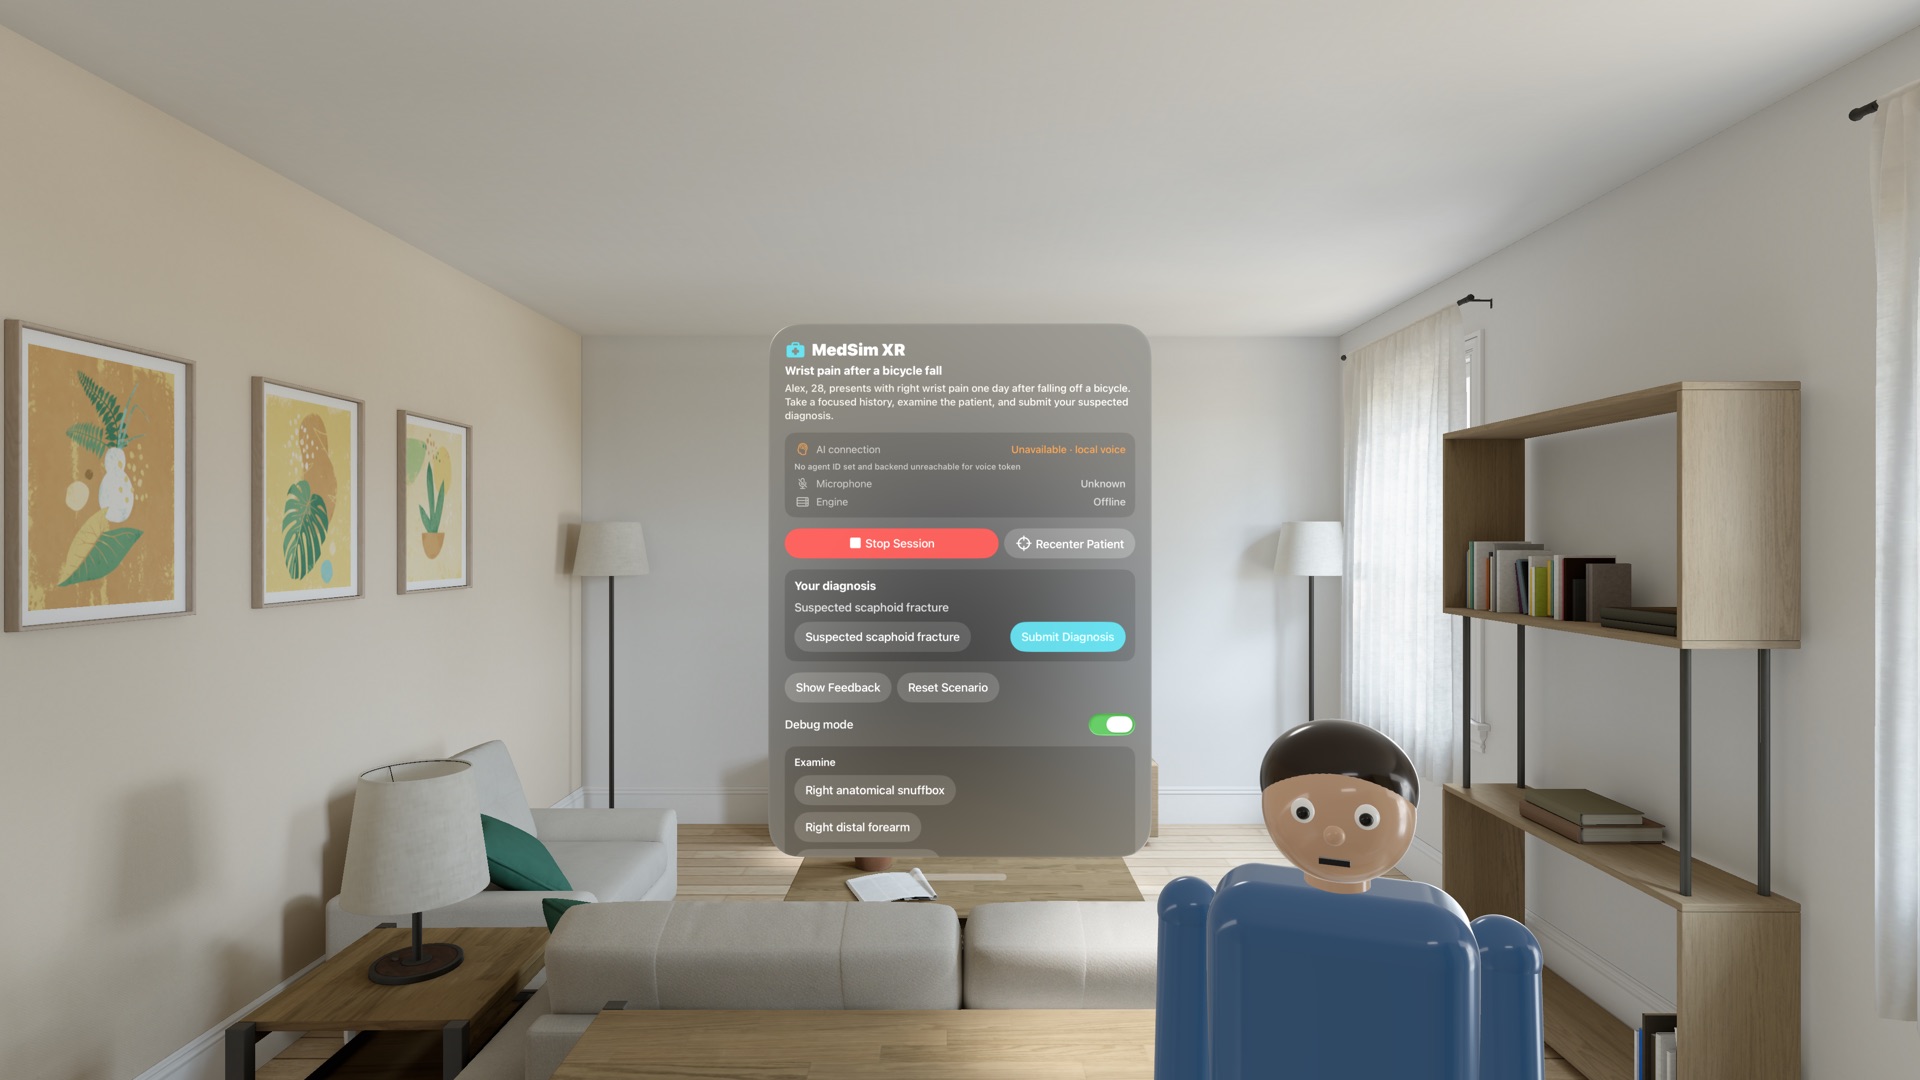 MedSim XR
Wrist pain after a bicycle fall
Alex, 28, presents with right wrist pain one day after falling off a bicycle.
Take a focused history, examine the patient, and submit your suspected
diagnosis.
AI connection Unavailable · local voice
No agent ID set and backend unreachable for voice token
Microphone Unknown
Engine Offline
Stop Session Recenter Patient
Your diagnosis
Suspected scaphoid fracture
Suspected scaphoid fracture Submit Diagnosis
Show Feedback Reset Scenario
Debug mode
Examine
Right anatomical snuffbox
Right distal forearm